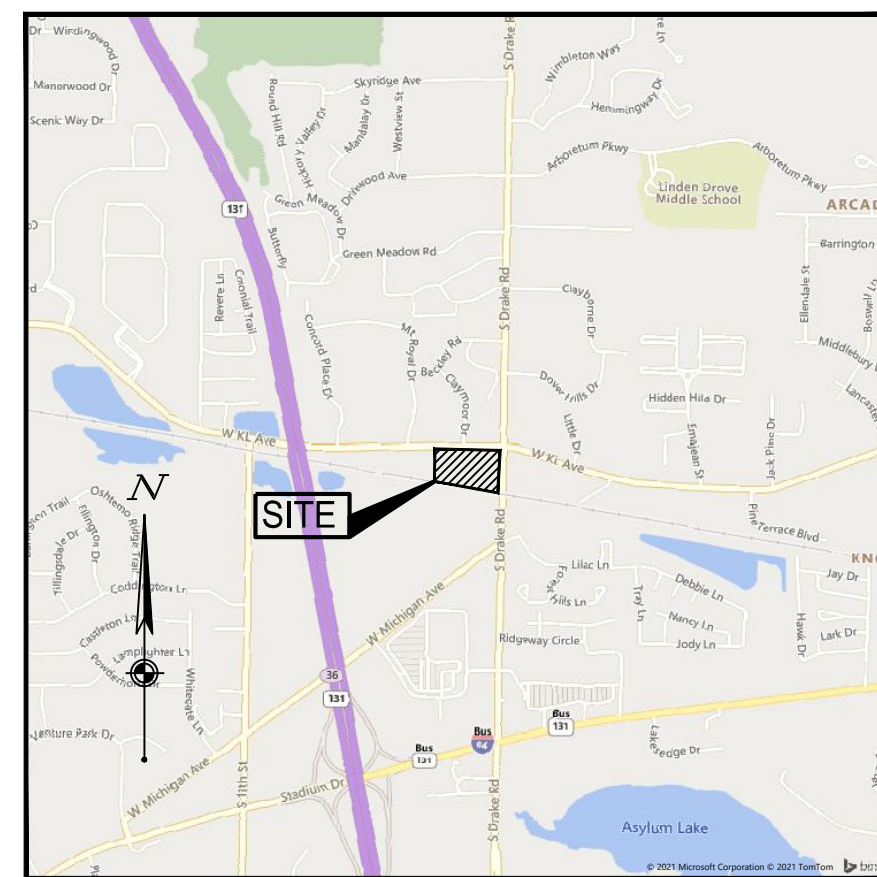 Dr
Manorwood Dr
Scenic Way Dr
Round Hill Rd
Hickory Valley Dr
Skyridge Ave
Mandalay Dr
Westview St
Driftwood Ave
S Drake R
Wimbleton Way
Hemmingway Dr
Arboretum Pkwy
Arboretum Pkwy
Linden Grove
Middle School
ARCAD
131
Green Meadow Dr
Butterfly
Green Meadow Rd
Barrington
Ellendale St
Boswell Ln
Revere Ln
Colonial Trail
Concord Place Dr
Mt Royal Dr
Beckley Rd
Claymoor Dr
S Drake Rd
Clayborne Dr
Dover Hills Dr
Little Dr
Hidden Hills Dr
Emajean St
Jack Pine Dr
Middlebury
Lancaster
W KL Ave
W KL Ave
SITE
N
Pine Terrace Blvd
KNO
Oshtemo Ridge Trail
Ellington Dr
Tillingsdale Dr
Coddington Ln
Castleton Ln
Lamplighter Ln
Powderhorn Dr
Whitegate Ln
Venture Park Dr
S Drake Rd
W Michigan Ave
Lilac Ln
Forest Hills Ln
Tray Ln
Debbie Ln
Nancy Ln
Jody Ln
Jay Dr
Hawk Dr
Lark Dr
Ridgeway Circle
36
131
Bus
131
Bus
94
Bus
131
W Michigan Ave
S 11th St
Stadium Dr
S Drake Rd
Lakesedge Dr
Asylum Lake
© 2021 Microsoft Corporation © 2021 TomTom
bing